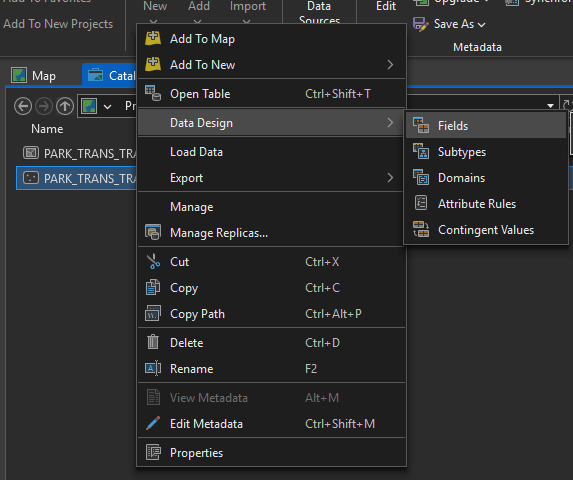 Add To Favorites
Add To New Projects
New
Add
Import
Data
Sources
Edit
Upgrade
Save As
Metadata
Map
Name
PARK_TRANS_TRA
PARK_TRANS_TRA
Add To Map
Add To New
Open Table Ctrl+Shift+T
Data Design
Load Data
Export
Manage
Manage Replicas...
Cut Ctrl+X
Copy Ctrl+C
Copy Path Ctrl+Alt+P
Delete Ctrl+D
Rename F2
View Metadata Alt+M
Edit Metadata Ctrl+Shift+M
Properties
Fields
Subtypes
Domains
Attribute Rules
Contingent Values